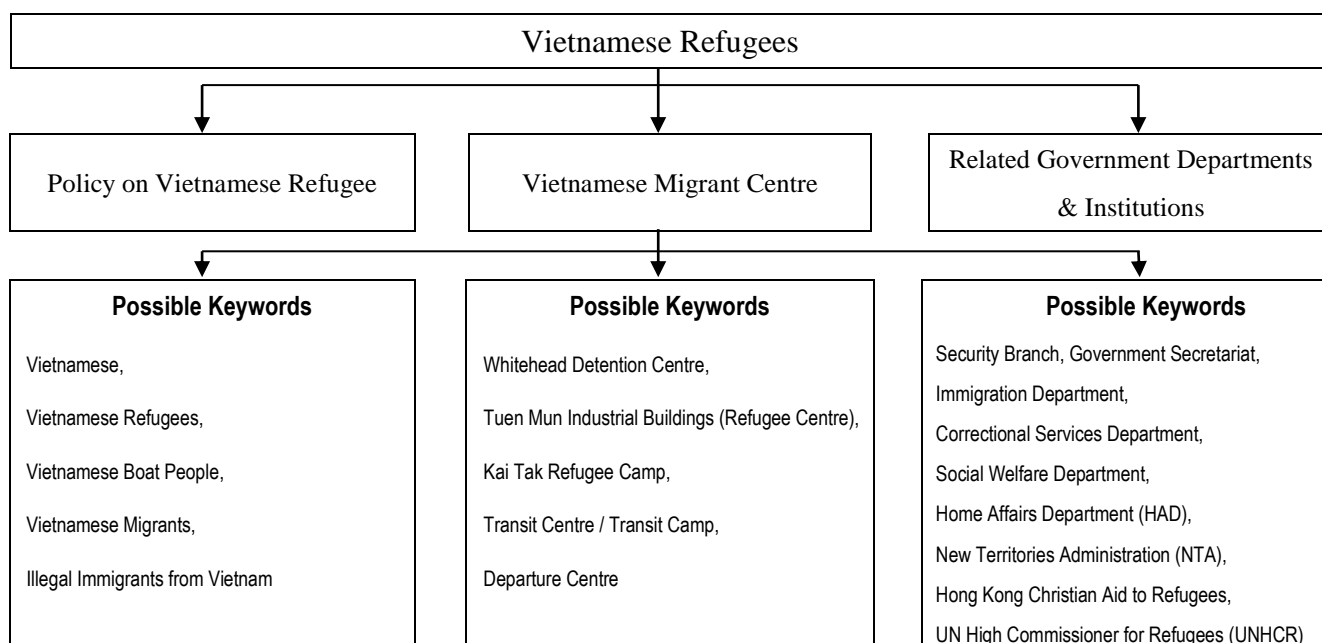 Vietnamese Refugees
Policy on Vietnamese Refugee
Vietnamese Migrant Centre
Related Government Departments
& Institutions
Possible Keywords
Vietnamese,
Vietnamese Refugees,
Vietnamese Boat People,
Vietnamese Migrants,
Illegal Immigrants from Vietnam
Possible Keywords
Whitehead Detention Centre,
Tuen Mun Industrial Buildings (Refugee Centre),
Kai Tak Refugee Camp,
Transit Centre / Transit Camp,
Departure Centre
Possible Keywords
Security Branch, Government Secretariat,
Immigration Department,
Correctional Services Department,
Social Welfare Department,
Home Affairs Department (HAD),
New Territories Administration (NTA),
Hong Kong Christian Aid to Refugees,
UN High Commissioner for Refugees (UNHCR)